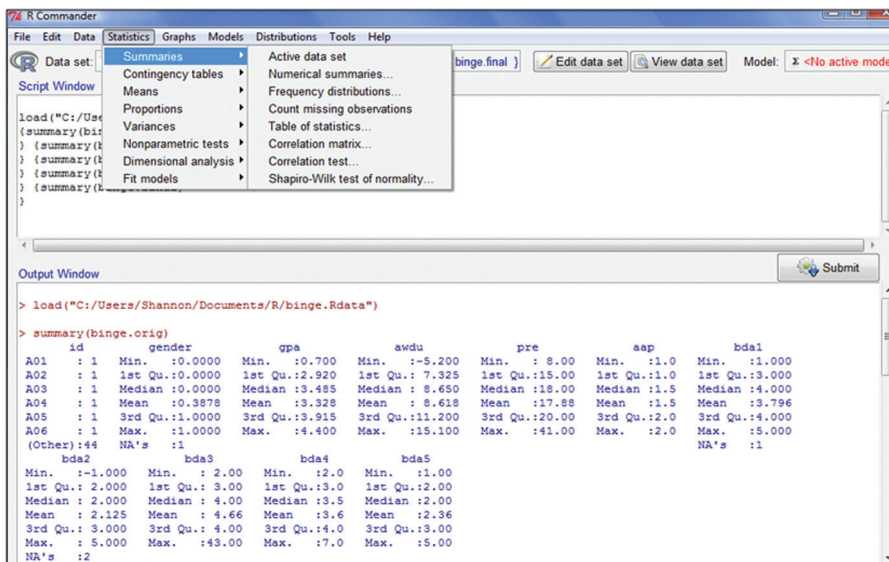 R Commander
File Edit Data Statistics Graphs Models Distributions Tools Help
Data set: binge.final } Edit data set View data set Model: Σ <No active mode
Summaries
Contingency tables
Means
Proportions
Variances
Nonparametric tests
Dimensional analysis
Fit models
Active data set
Numerical summaries...
Frequency distributions...
Count missing observations
Table of statistics...
Correlation matrix...
Correlation test...
Shapiro-Wilk test of normality...
Script Window
load("C:/Use
{summary(bin
} {summary(b
} {summary(b
} {summary(b
} {summary(b
}
Submit
Output Window
> load("C:/Users/Shannon/Documents/R/binge.Rdata")
> summary(binge.orig)
id gender gpa awdu pre aap bda1
A01 : 1 Min. :0.0000 Min. :0.700 Min. :-5.200 Min. : 8.00 Min. :1.0 Min. :1.000
A02 : 1 1st Qu.:0.0000 1st Qu.:2.920 1st Qu.: 7.325 1st Qu.:15.00 1st Qu.:1.0 1st Qu.:3.000
A03 : 1 Median :0.0000 Median :3.485 Median : 8.650 Median :18.00 Median :1.5 Median :4.000
A04 : 1 Mean :0.3878 Mean :3.328 Mean : 8.618 Mean :17.88 Mean :1.5 Mean :3.796
A05 : 1 3rd Qu.:1.0000 3rd Qu.:3.915 3rd Qu.:11.200 3rd Qu.:20.00 3rd Qu.:2.0 3rd Qu.:4.000
A06 : 1 Max. :1.0000 Max. :4.400 Max. :15.100 Max. :41.00 Max. :2.0 Max. :5.000
(Other):44 NA's :1 NA's :1
bda2 bda3 bda4 bda5
Min. :-1.000 Min. : 2.00 Min. :2.0 Min. :1.00
1st Qu.: 2.000 1st Qu.: 3.00 1st Qu.:3.0 1st Qu.:2.00
Median : 2.000 Median : 4.00 Median :3.5 Median :2.00
Mean : 2.125 Mean : 4.66 Mean :3.6 Mean :2.36
3rd Qu.: 3.000 3rd Qu.: 4.00 3rd Qu.:4.0 3rd Qu.:3.00
Max. : 5.000 Max. :43.00 Max. :7.0 Max. :5.00
NA's :2